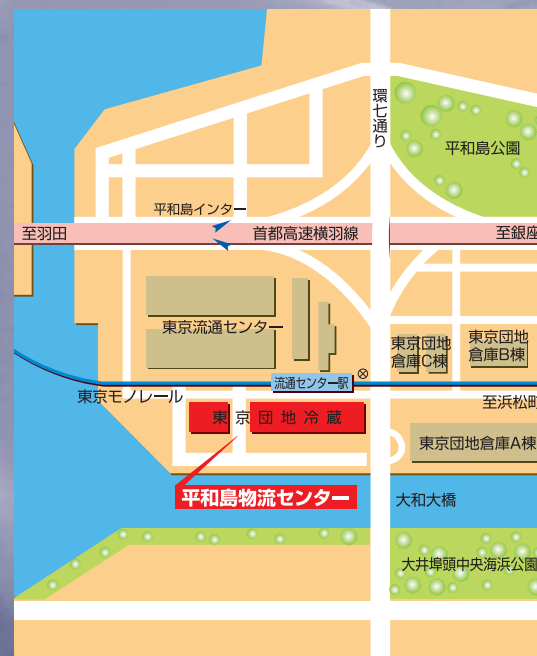 環七通り
平和島公園
平和島インター
至羽田
首都高速横羽線
至銀座
東京流通センター
東京団地
倉庫C棟
東京団地
倉庫B棟
流通センター駅
東京モノレール
至浜松町
東京団地冷蔵
東京団地倉庫A棟
平和島物流センター
大和大橋
大井埠頭中央海浜公園